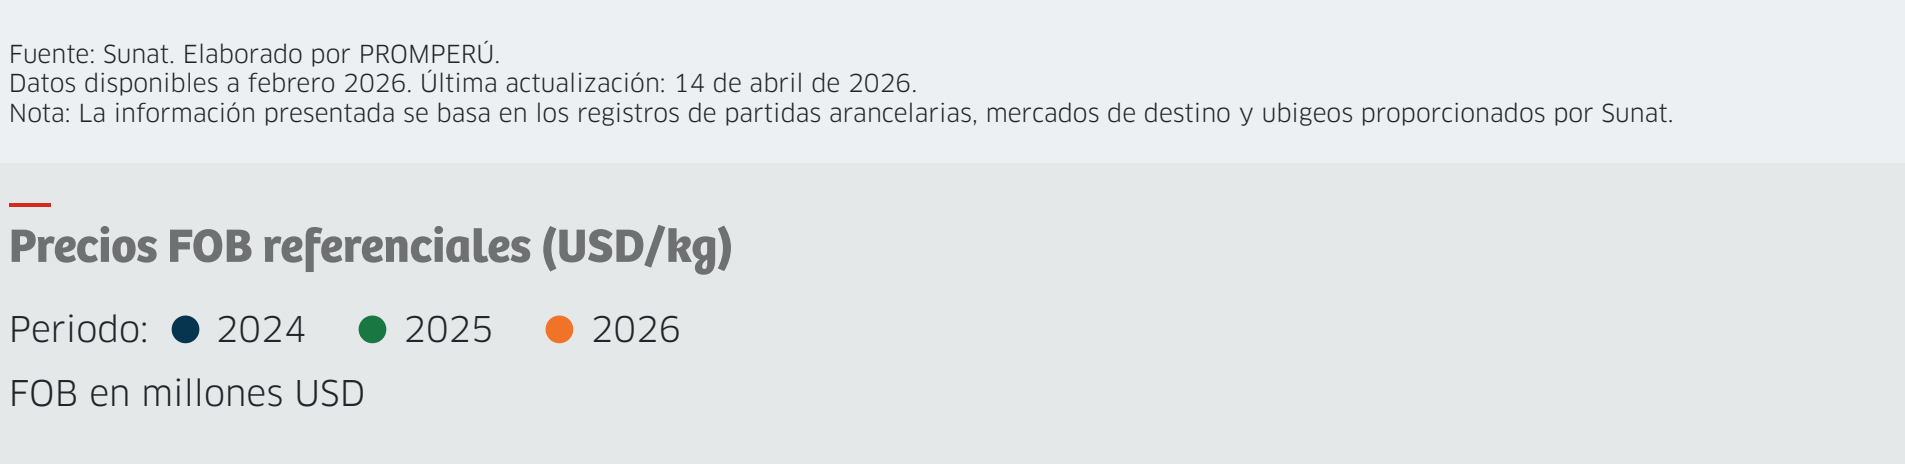 Fuente: Sunat. Elaborado por PROMPERÚ.
Datos disponibles a febrero 2026. Última actualización: 14 de abril de 2026.
Nota: La información presentada se basa en los registros de partidas arancelarias, mercados de destino y ubigeos proporcionados por Sunat.
Precios FOB referenciales (USD/kg)
Periodo: 2024 2025 2026
FOB en millones USD